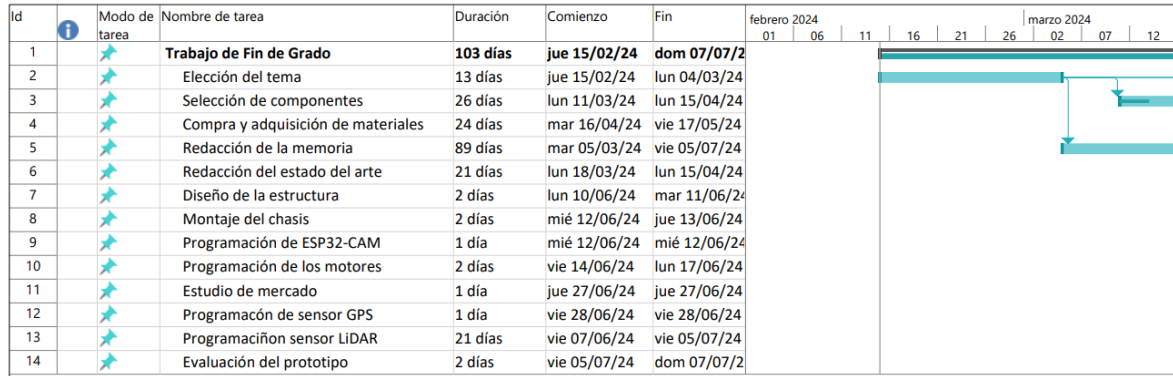 Id Modo de tarea Nombre de tarea Duración Comienzo Fin
febrero 2024 marzo 2024
01 06 11 16 21 26 02 07 12
1 Trabajo de Fin de Grado 103 días jue 15/02/24 dom 07/07/2
2 Elección del tema 13 días jue 15/02/24 lun 04/03/24
3 Selección de componentes 26 días lun 11/03/24 lun 15/04/24
4 Compra y adquisición de materiales 24 días mar 16/04/24 vie 17/05/24
5 Redacción de la memoria 89 días mar 05/03/24 vie 05/07/24
6 Redacción del estado del arte 21 días lun 18/03/24 lun 15/04/24
7 Diseño de la estructura 2 días lun 10/06/24 mar 11/06/24
8 Montaje del chasis 2 días mié 12/06/24 jue 13/06/24
9 Programación de ESP32-CAM 1 día mié 12/06/24 mié 12/06/24
10 Programación de los motores 2 días vie 14/06/24 lun 17/06/24
11 Estudio de mercado 1 día jue 27/06/24 jue 27/06/24
12 Programacón de sensor GPS 1 día vie 28/06/24 vie 28/06/24
13 Programaciñon sensor LiDAR 21 días vie 07/06/24 vie 05/07/24
14 Evaluación del prototipo 2 días vie 05/07/24 dom 07/07/2